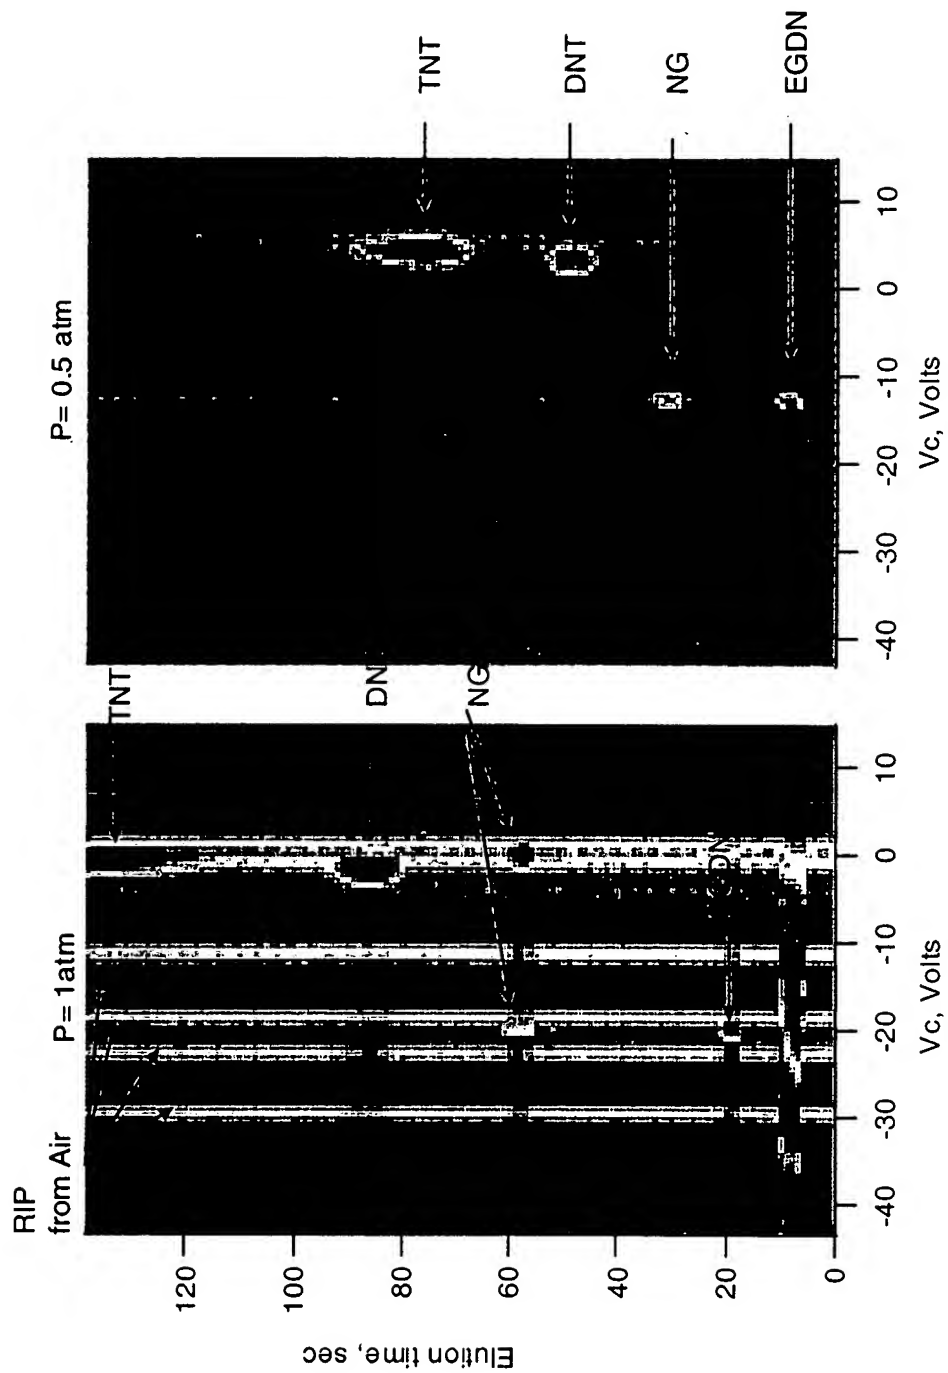 RIP
from Air
P= 1atm
P= 0.5 atm
TNT
DN
NG
TNT
DNT
NG
EGDN
Elution time, sec
120
100
80
60
40
20
0
-40
-30
-20
-10
0
10
Vc, Volts
-40
-30
-20
-10
0
10
Vc, Volts